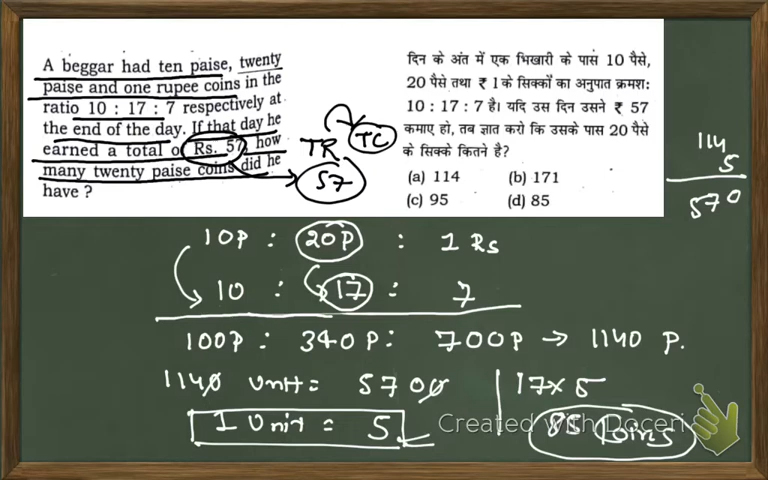 A beggar had ten paise, twenty
paise and one rupee coins in the
ratio 10 : 17 : 7 respectively at
the end of the day. If that day he
earned a total o Rs. 57 how
many twenty paise coins did he
have ?
TR TC
57
दिन के अंत में एक भिखारी के पास 10 पैसे,
20 पैसे तथा ₹ 1 के सिक्कों का अनुपात क्रमश:
10 : 17 : 7 है। यदि उस दिन उसने ₹ 57
कमाए हो, तब ज्ञात करो कि उसके पास 20 पैसे
के सिक्के कितने है?
(a) 114 (b) 171
(c) 95 (d) 85
114
5
570
10P : 20P : 1 Rs
10 : 17 : 7
100P : 340P : 700P → 1140 P.
1140 Unit = 5700
1 Unit = 5
17 × 5
85 Coins
Created With Doceri